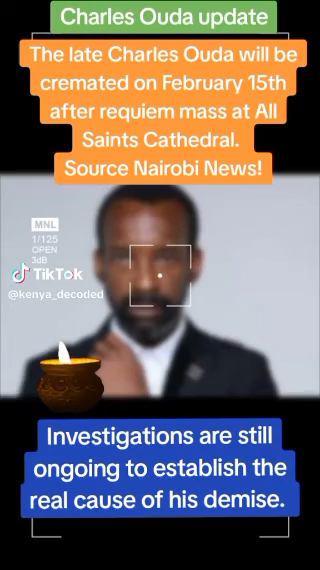 Charles Ouda update
The late Charles Ouda will be
cremated on February 15th
after requiem mass at All
Saints Cathedral.
Source Nairobi News!
MNL
1/125
OPEN
3dB
TikTok
@kenya_decoded
Investigations are still
ongoing to establish the
real cause of his demise.